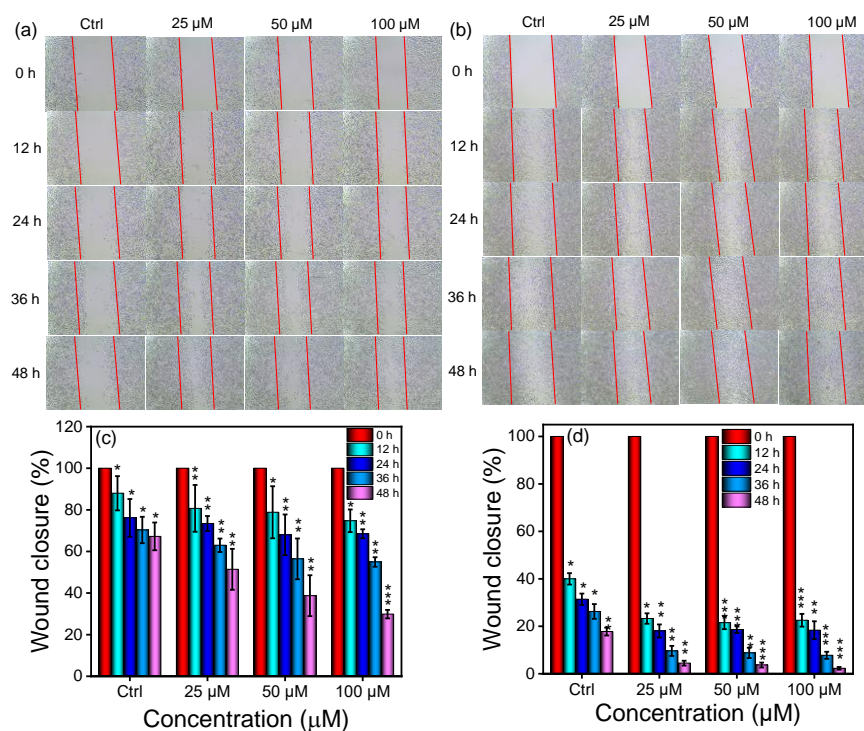 (a) Ctrl 25 µM 50 µM 100 µM
0 h
12 h
24 h
36 h
48 h
(b) Ctrl 25 µM 50 µM 100 µM
0 h
12 h
24 h
36 h
48 h
(c)
0 h
12 h
24 h
36 h
48 h
120
100
80
60
40
20
0
Wound closure (%)
* * * *
** ** ** **
* ** ** **
** ** ** ***
Ctrl 25 µM 50 µM 100 µM
Concentration (µM)
(d)
0 h
12 h
24 h
36 h
48 h
100
80
60
40
20
0
Wound closure (%)
* * * **
* ** ** **
*** *** ** ***
*** ** *** ***
Ctrl 25 µM 50 µM 100 µM
Concentration (µM)